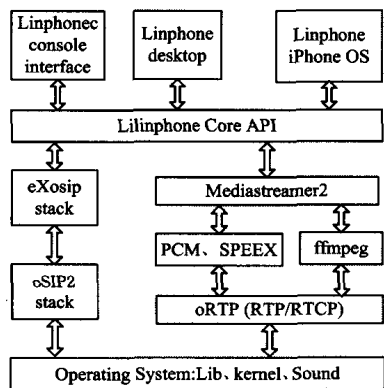 Linphonec
console
interface
Linphone
desktop
Linphone
iPhone OS
Lilinphone Core API
eXosip
stack
Mediastreamer2
PCM、SPEEX
ffmpeg
oSIP2
stack
oRTP (RTP/RTCP)
Operating System:Lib、kernel、Sound